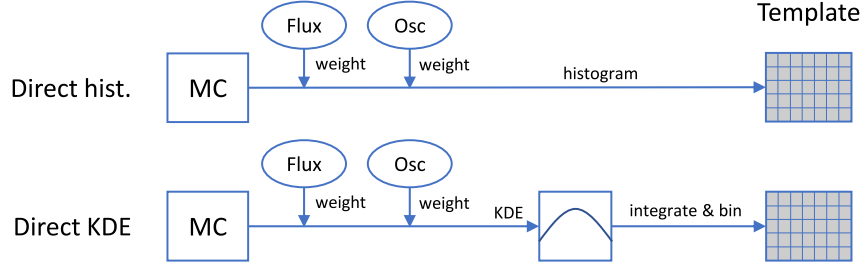 Template
Flux
Osc
weight
weight
Direct hist.
MC
histogram
Flux
Osc
weight
weight
Direct KDE
MC
KDE
integrate & bin